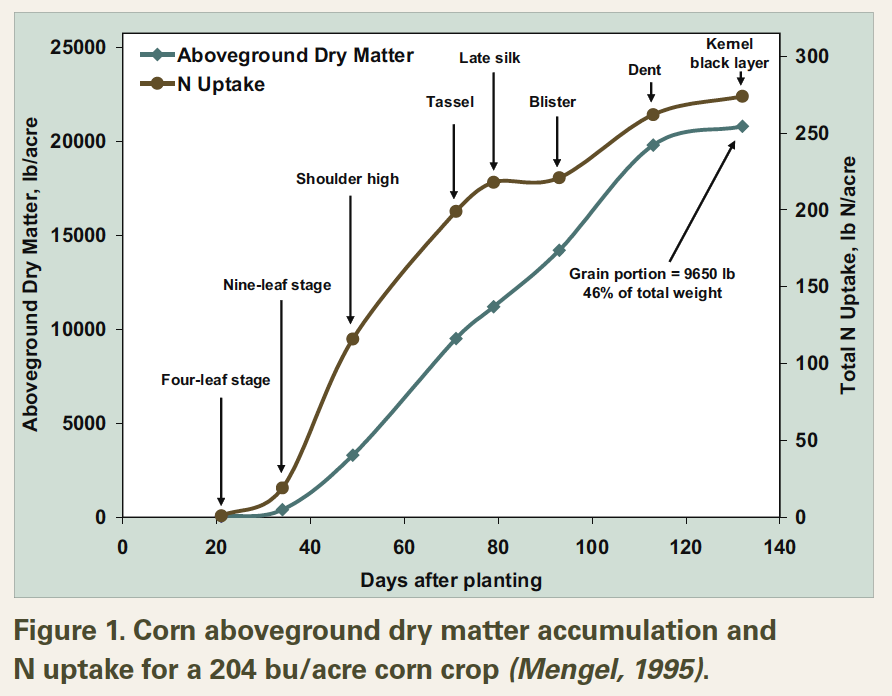 Aboveground Dry Matter
N Uptake
25000
20000
15000
10000
5000
0
Aboveground Dry Matter, lb/acre
300
250
200
150
100
50
0
Total N Uptake, lb N/acre
Four-leaf stage
Nine-leaf stage
Shoulder high
Tassel
Late silk
Blister
Dent
Kernel
black layer
Grain portion = 9650 lb
46% of total weight
0
20
40
60
80
100
120
140
Days after planting
Figure 1. Corn aboveground dry matter accumulation and
N uptake for a 204 bu/acre corn crop (Mengel, 1995).